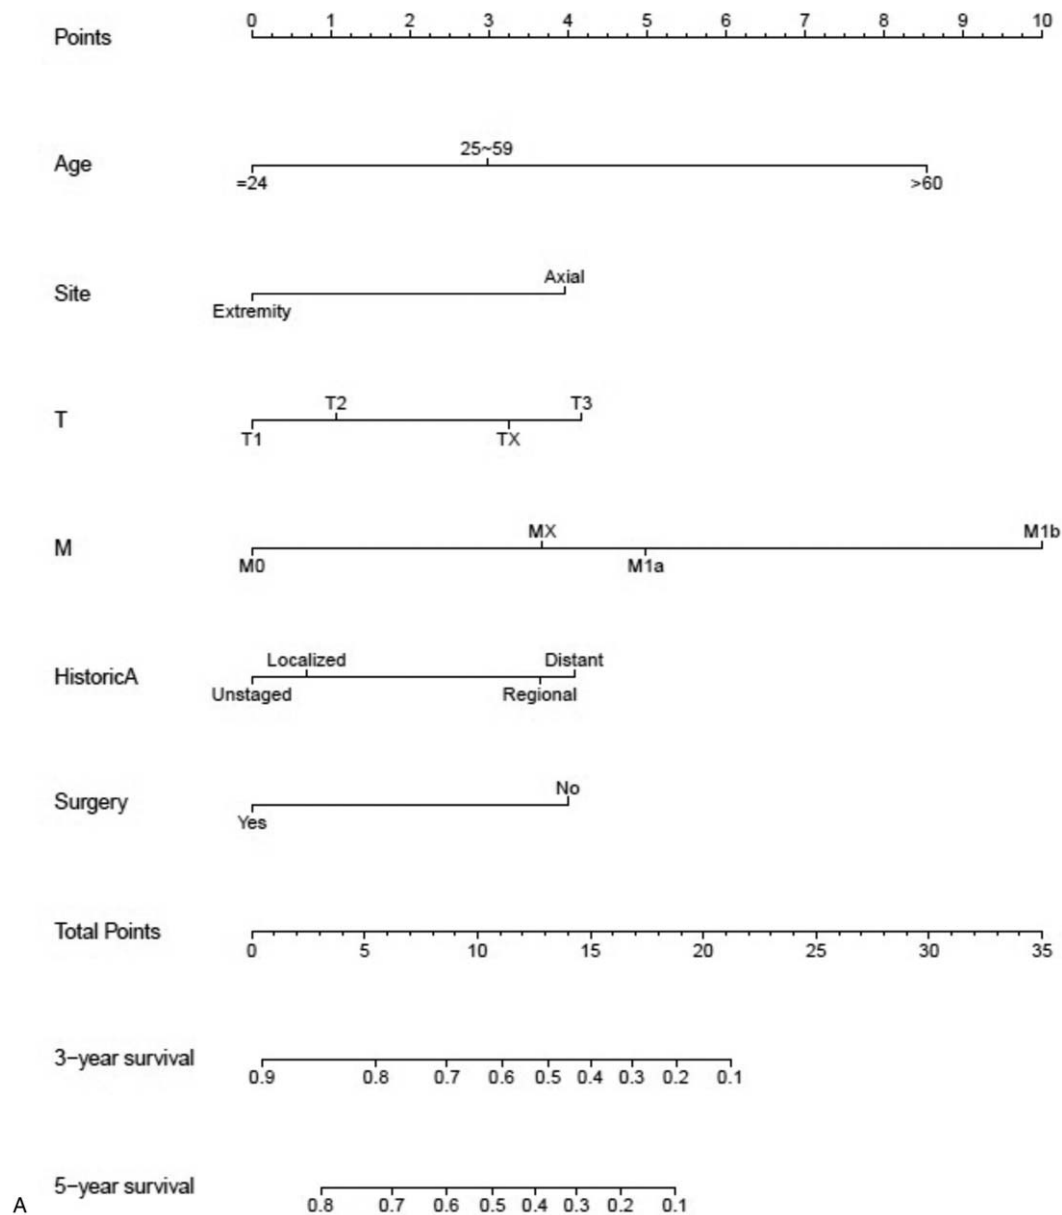 Points 0 1 2 3 4 5 6 7 8 9 10
25~59
Age
=24 >60
Axial
Site
Extremity
T2 T3
T
T1 TX
MX M1b
M
M0 M1a
Localized Distant
HistoricA
Unstaged Regional
No
Surgery
Yes
Total Points
0 5 10 15 20 25 30 35
3−year survival
0.9 0.8 0.7 0.6 0.5 0.4 0.3 0.2 0.1
5−year survival
A 0.8 0.7 0.6 0.5 0.4 0.3 0.2 0.1